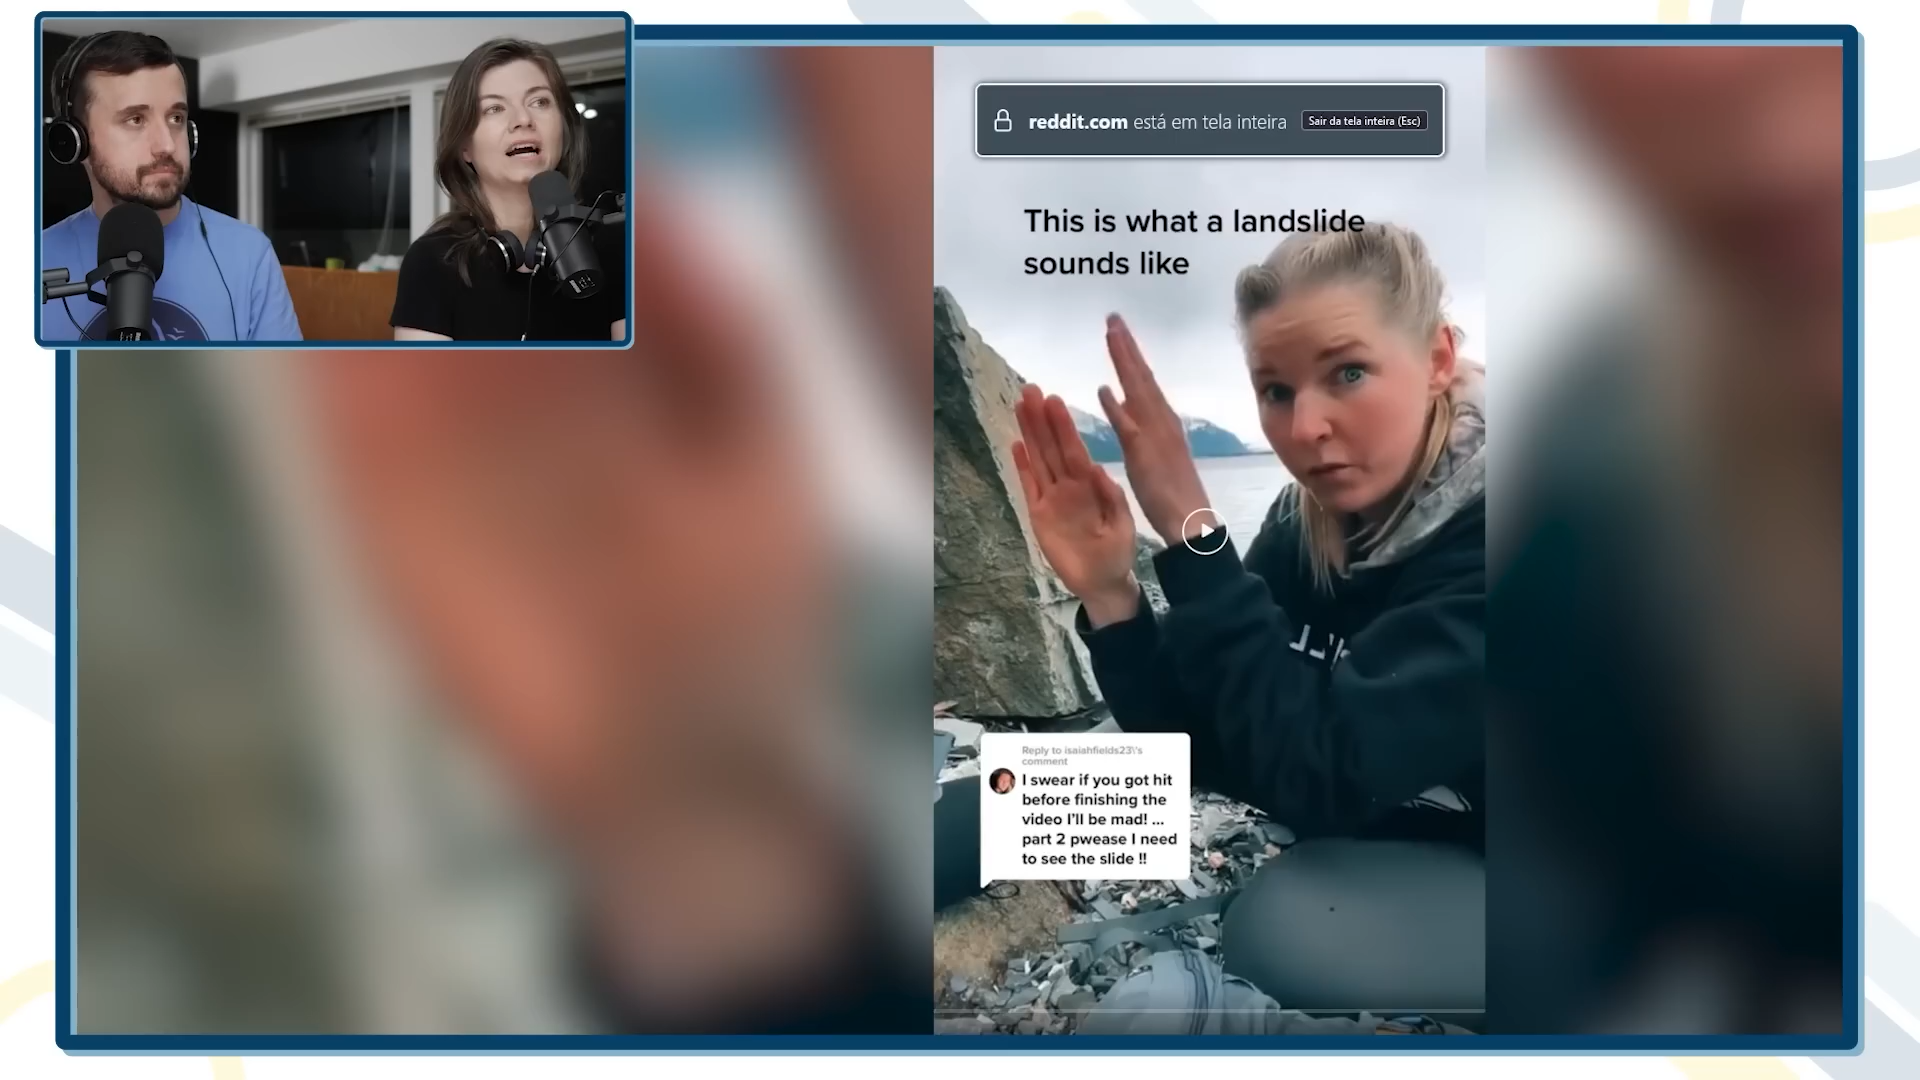 reddit.com está em tela inteira Sair da tela inteira (Esc)
This is what a landslide
sounds like
Reply to isaiahfields23\'s
comment
I swear if you got hit
before finishing the
video I'll be mad! ...
part 2 pwease I need
to see the slide !!